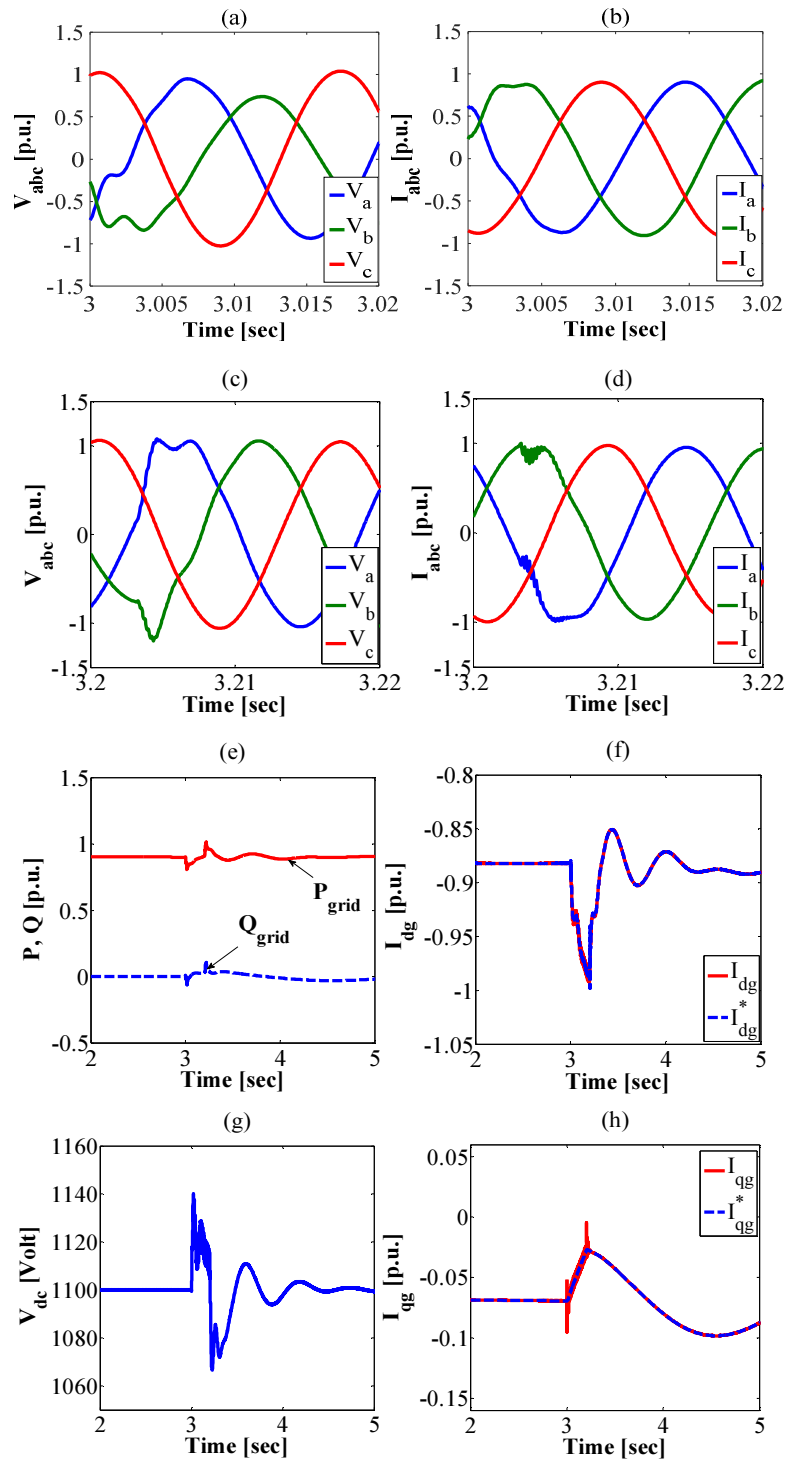 (a)
1.5
1
0.5
0
-0.5
-1
-1.5
V_abc [p.u.]
3
3.005
3.01
3.015
3.02
Time [sec]
V_a
V_b
V_c
(b)
1.5
1
0.5
0
-0.5
-1
-1.5
I_abc [p.u.]
3
3.005
3.01
3.015
3.02
Time [sec]
I_a
I_b
I_c
(c)
1.5
1
0
-1
-1.5
V_abc [p.u.]
3.2
3.21
3.22
Time [sec]
V_a
V_b
V_c
(d)
1.5
1
0
-1
-1.5
I_abc [p.u.]
3.2
3.21
3.22
Time [sec]
I_a
I_b
I_c
(e)
1.5
1
0.5
0
-0.5
P, Q [p.u.]
P_grid
Q_grid
2
3
4
5
Time [sec]
(f)
-0.8
-0.85
-0.9
-0.95
-1
-1.05
I_dg [p.u.]
2
3
4
5
Time [sec]
I_dg
I*_dg
(g)
1160
1140
1120
1100
1080
1060
1050
V_dc [Volt]
2
3
4
5
Time [sec]
(h)
0.05
0
-0.05
-0.1
-0.15
I_qg [p.u.]
2
3
4
5
Time [sec]
I_qg
I*_qg